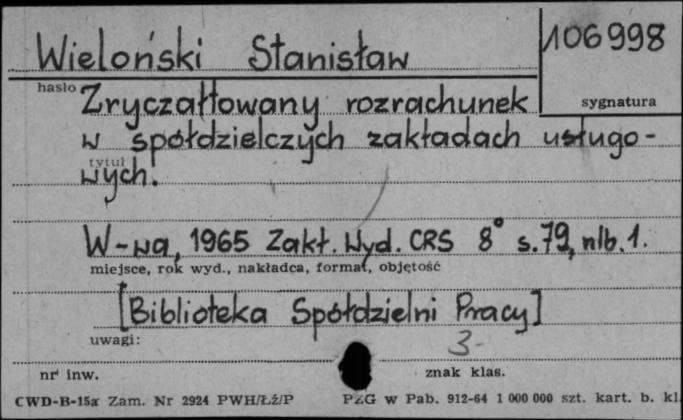 Wieloński Stanisław
106998
hasło
sygnatura
Zryczałtowany rozrachunek
w spółdzielczych zakładach usługo-
tytuł
wych.
W-wa, 1965 Zakł. Wyd. CRS 8° s. 79, nlb. 1.
miejsce, rok wyd., nakładca, format, objętość
[Biblioteka Spółdzielni Pracy]
uwagi:
3-
nr inw.
znak klas.
CWD-B-15a Zam. Nr 2924 PWH/Łż/P PZG w Pab. 912-64 1 000 000 szt. kart. b. kl.